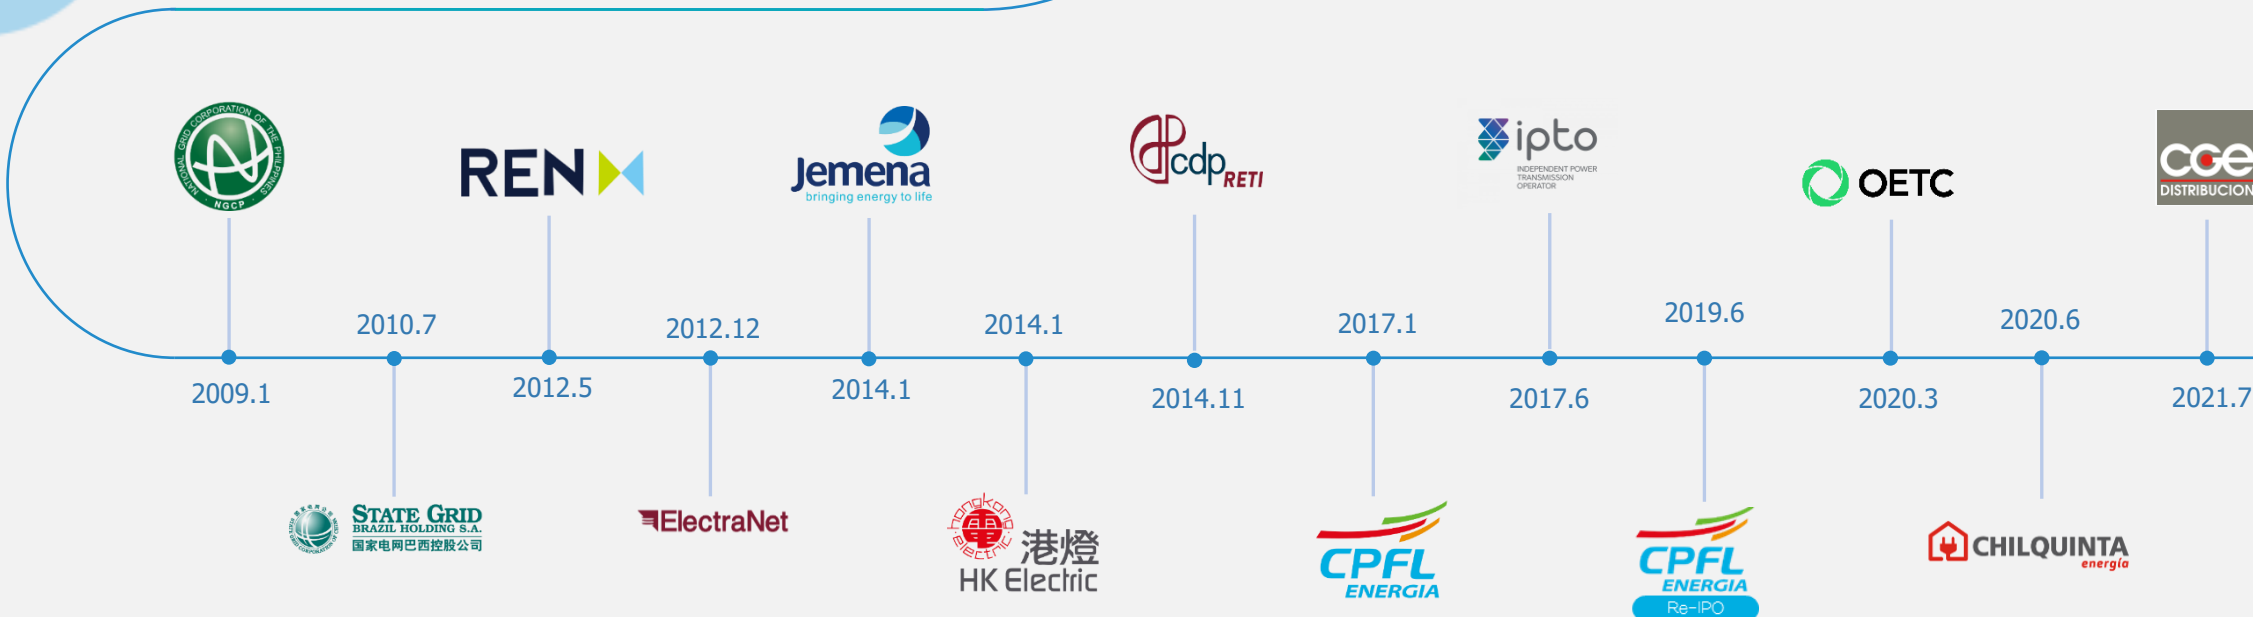 NATIONAL GRID CORPORATION OF THE PHILIPPINES
NGCP
REN
Jemena
bringing energy to life
cdp RETI
ipto
INDEPENDENT POWER
TRANSMISSION
OPERATOR
OETC
CGE
DISTRIBUCION
2010.7
2012.12
2014.1
2017.1
2019.6
2020.6
2009.1
2012.5
2014.1
2014.11
2017.6
2020.3
2021.7
STATE GRID
BRAZIL HOLDING S.A.
国家电网巴西控股公司
ElectraNet
hongkong
electric
港燈
HK Electric
CPFL
ENERGIA
CPFL
ENERGIA
Re-IPO
CHILQUINTA
energía